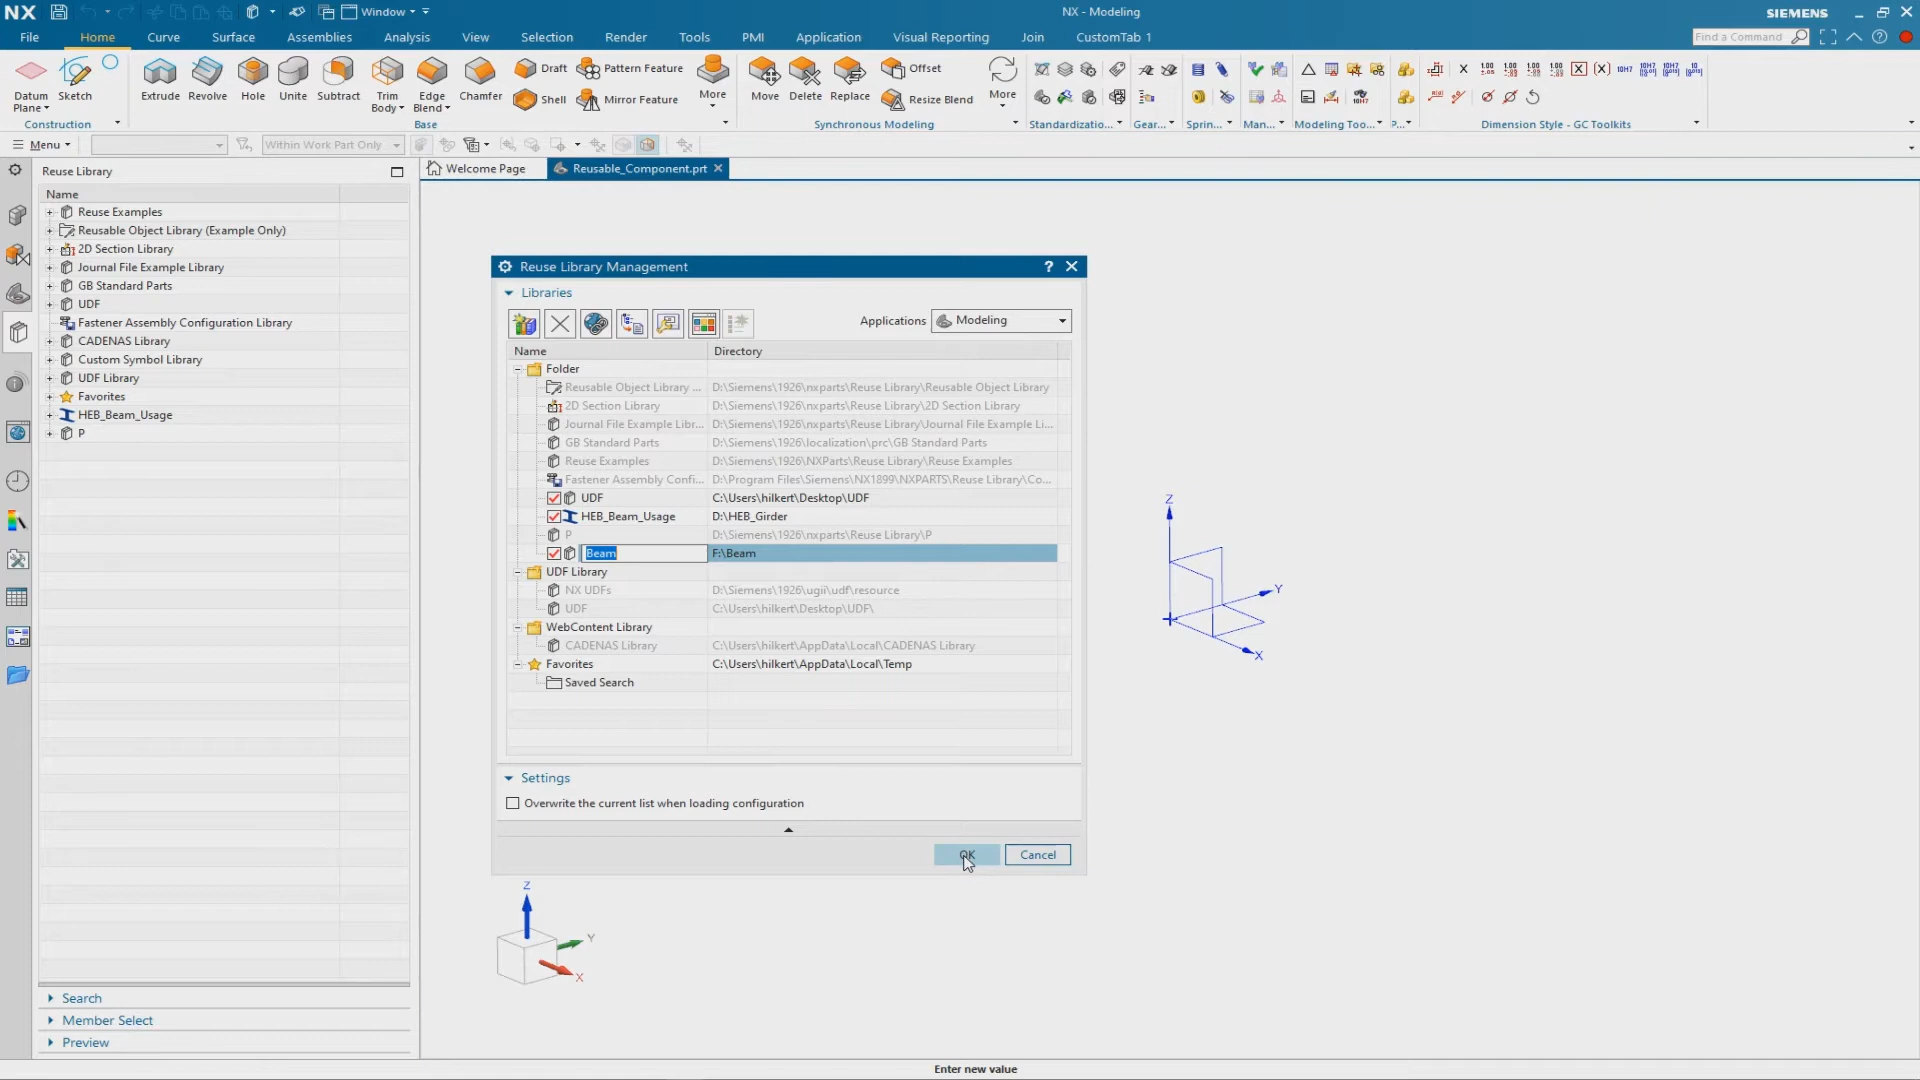 NX
Window
NX - Modeling
SIEMENS
File
Home
Curve
Surface
Assemblies
Analysis
View
Selection
Render
Tools
PMI
Application
Visual Reporting
Join
CustomTab 1
Find a Command
Datum Plane
Sketch
Extrude
Revolve
Hole
Unite
Subtract
Trim Body
Edge Blend
Chamfer
Draft
Shell
Pattern Feature
Mirror Feature
More
Move
Delete
Replace
Offset
Resize Blend
More
Construction
Base
Synchronous Modeling
Standardizatio...
Gear...
Sprin...
Man...
Modeling Too...
P...
Dimension Style - GC Toolkits
Menu
Within Work Part Only
Reuse Library
Welcome Page
Reusable_Component.prt
Name
Reuse Examples
Reusable Object Library (Example Only)
2D Section Library
Journal File Example Library
GB Standard Parts
UDF
Fastener Assembly Configuration Library
CADENAS Library
Custom Symbol Library
UDF Library
Favorites
HEB_Beam_Usage
P
Search
Member Select
Preview
Reuse Library Management
?
Libraries
Applications Modeling
Name Directory
Folder
Reusable Object Library ... D:\Siemens\1926\nxparts\Reuse Library\Reusable Object Library
2D Section Library D:\Siemens\1926\nxparts\Reuse Library\2D Section Library
Journal File Example Libr... D:\Siemens\1926\nxparts\Reuse Library\Journal File Example Li...
GB Standard Parts D:\Siemens\1926\localization\prc\GB Standard Parts
Reuse Examples D:\Siemens\1926\NXParts\Reuse Library\Reuse Examples
Fastener Assembly Confi... D:\Program Files\Siemens\NX1899\NXPARTS\Reuse Library\Co...
UDF C:\Users\hilkert\Desktop\UDF
HEB_Beam_Usage D:\HEB_Girder
P D:\Siemens\1926\nxparts\Reuse Library\P
Beam F:\Beam
UDF Library
NX UDFs D:\Siemens\1926\ugii\udf\resource
UDF C:\Users\hilkert\Desktop\UDF\
WebContent Library
CADENAS Library C:\Users\hilkert\AppData\Local\CADENAS Library
Favorites C:\Users\hilkert\AppData\Local\Temp
Saved Search
Settings
Overwrite the current list when loading configuration
OK
Cancel
Z
Y
X
Z
Y
X
Enter new value